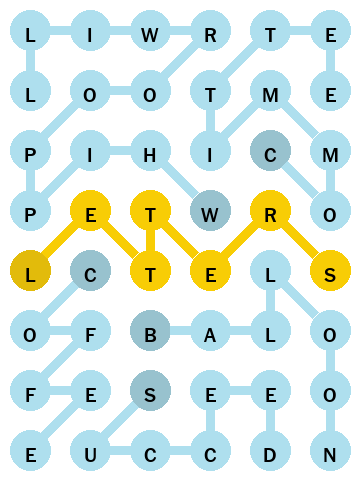 L I W R T E
L O O T M E
P I H I C M
P E T W R O
L C T E L S
O F B A L O
F E S E E O
E U C C D N